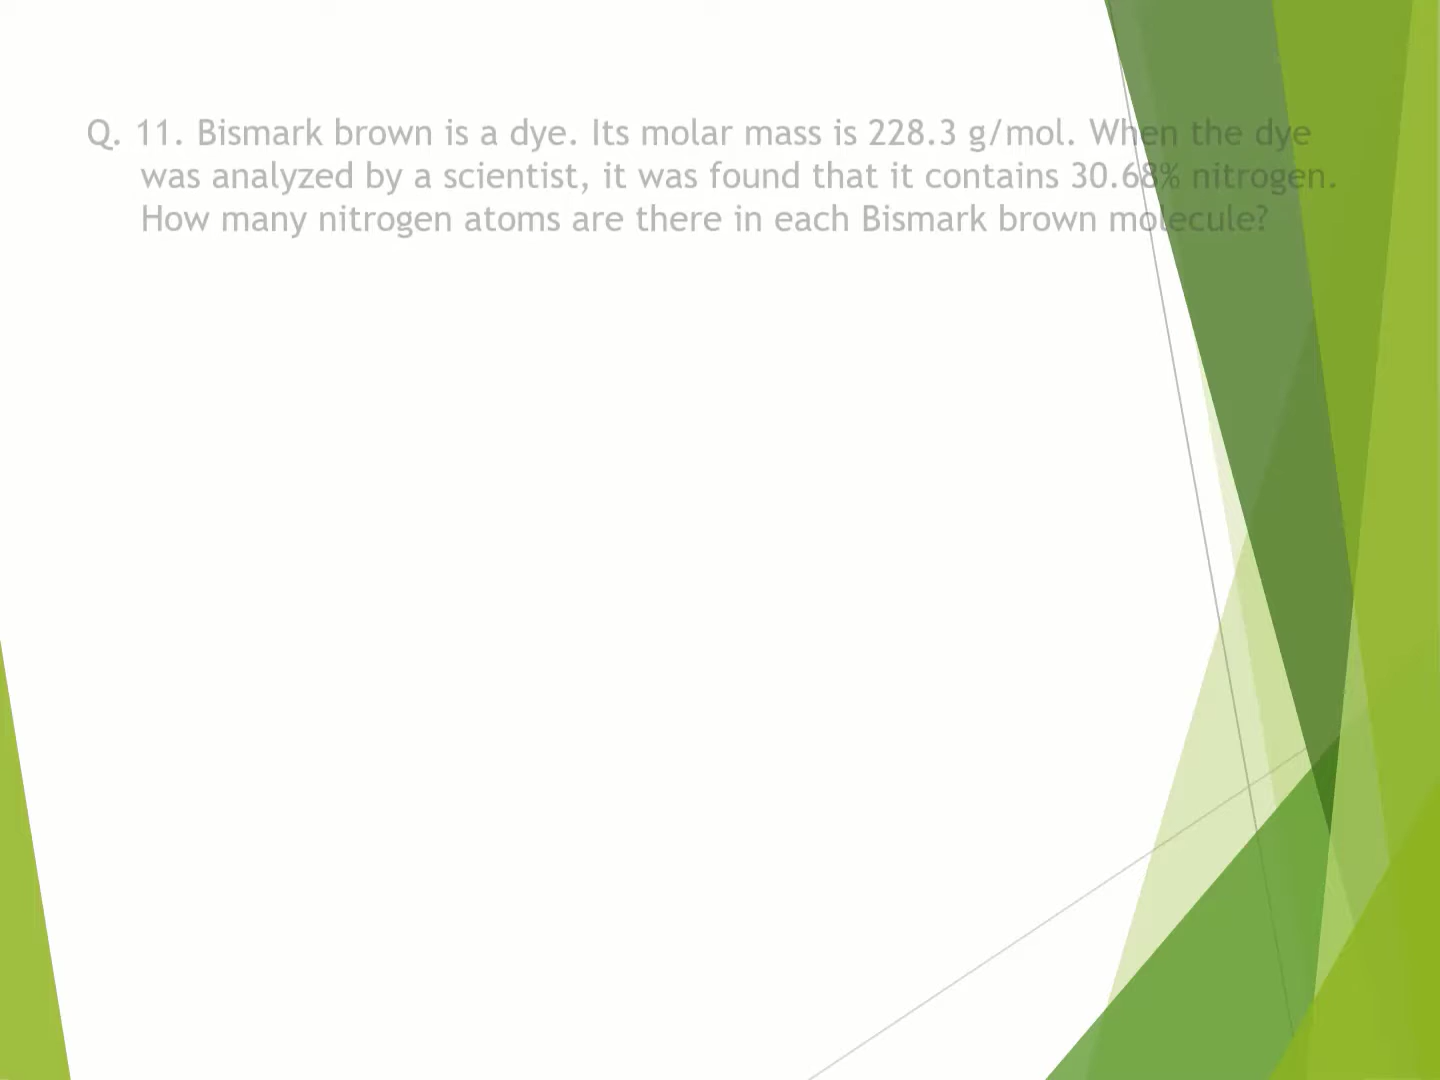 Q. 11. Bismark brown is a dye. Its molar mass is 228.3 g/mol. When the dye
was analyzed by a scientist, it was found that it contains 30.68% nitrogen.
How many nitrogen atoms are there in each Bismark brown molecule?